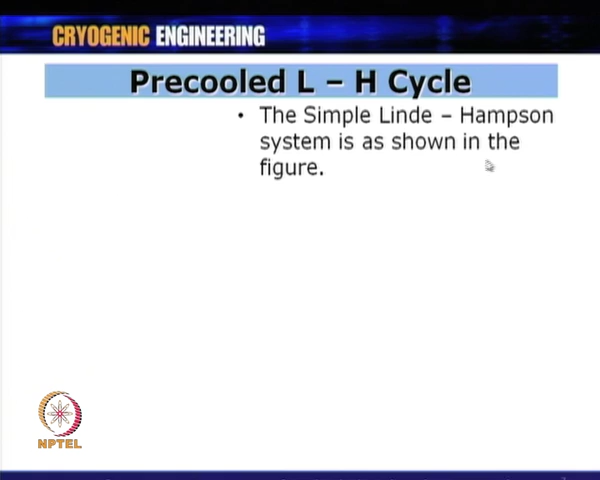 CRYOGENIC ENGINEERING
Precooled L – H Cycle
• The Simple Linde – Hampson
system is as shown in the
figure.
NPTEL